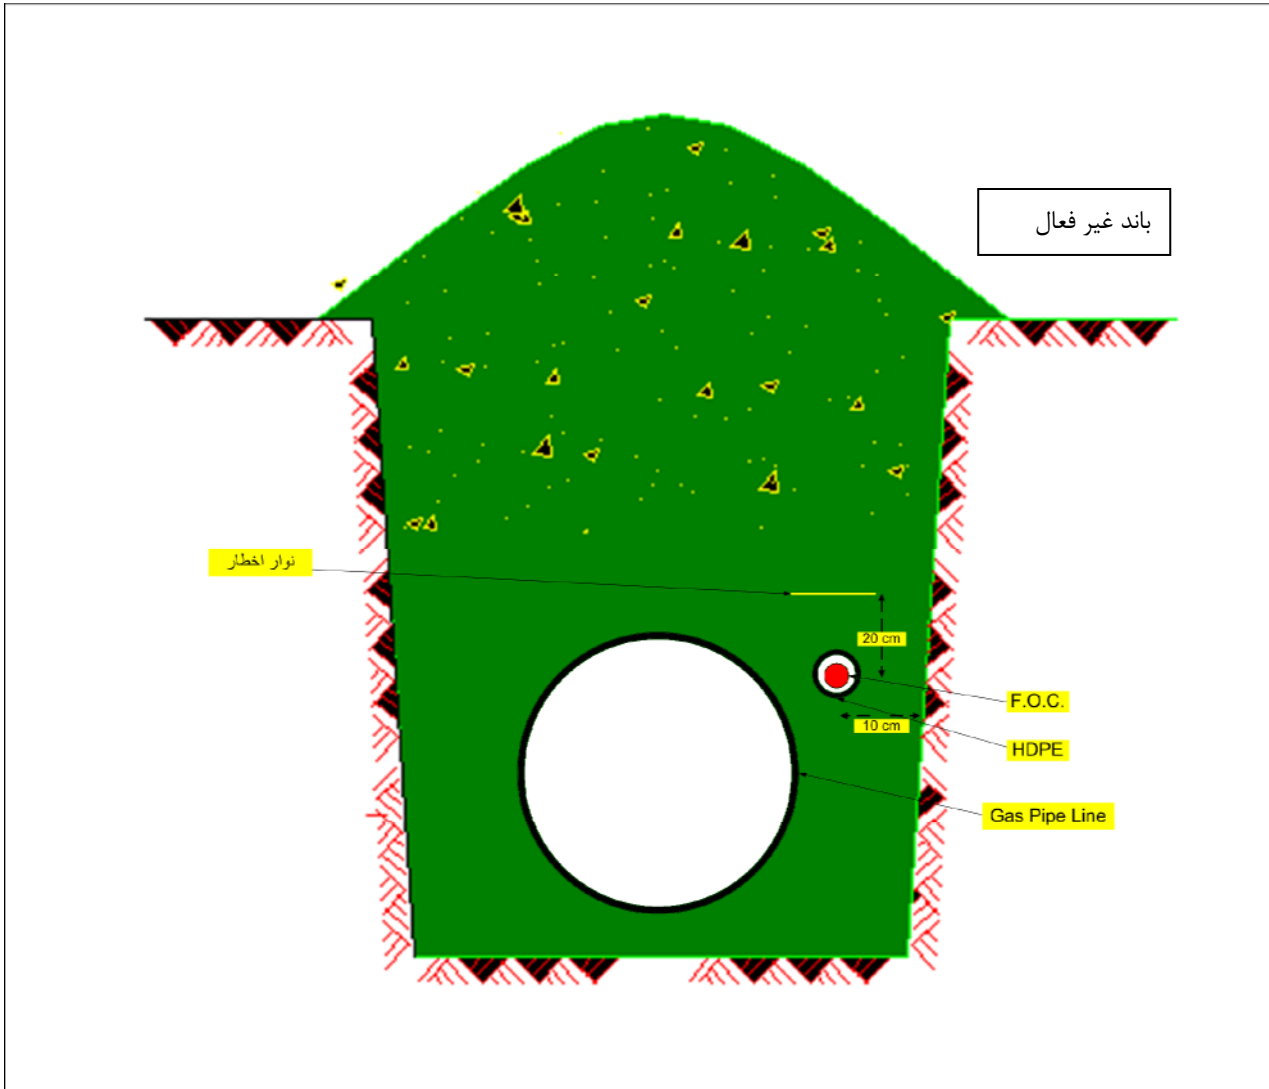 باند غیر فعال
نوار اخطار
20 cm
F.O.C.
10 cm
HDPE
Gas Pipe Line